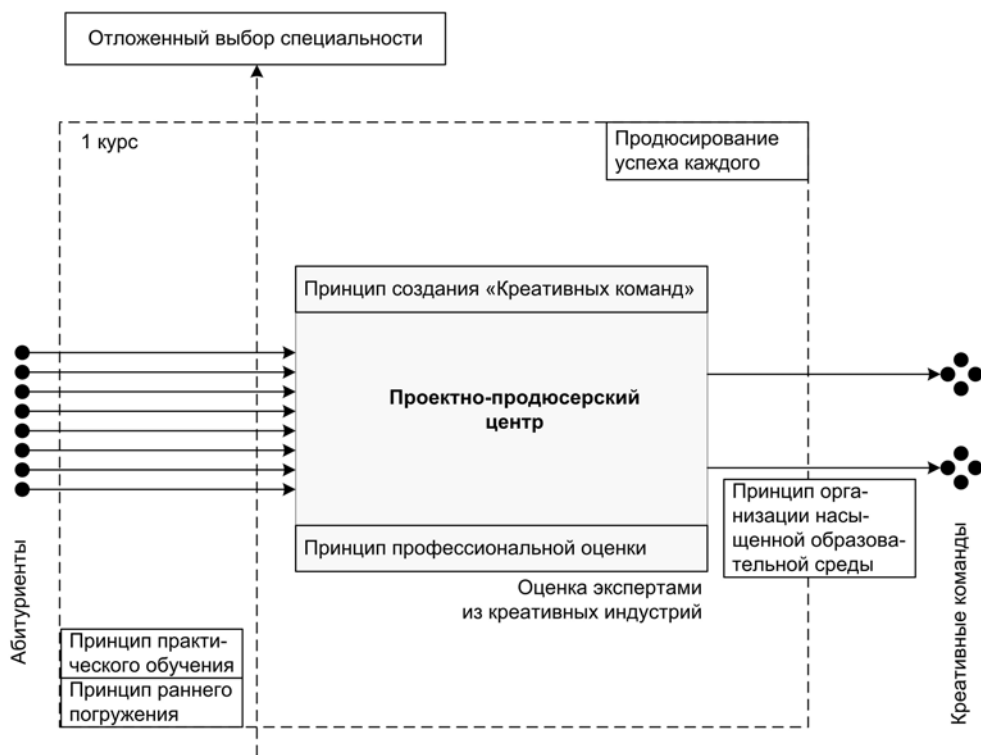 Отложенный выбор специальности
1 курс
Продюсирование
успеха каждого
Принцип создания «Креативных команд»
Проектно-продюсерский
центр
Принцип профессиональной оценки
Оценка экспертами
из креативных индустрий
Принцип орга-
низации насы-
щенной образова-
тельной среды
Абитуриенты
Креативные команды
Принцип практи-
ческого обучения
Принцип раннего
погружения